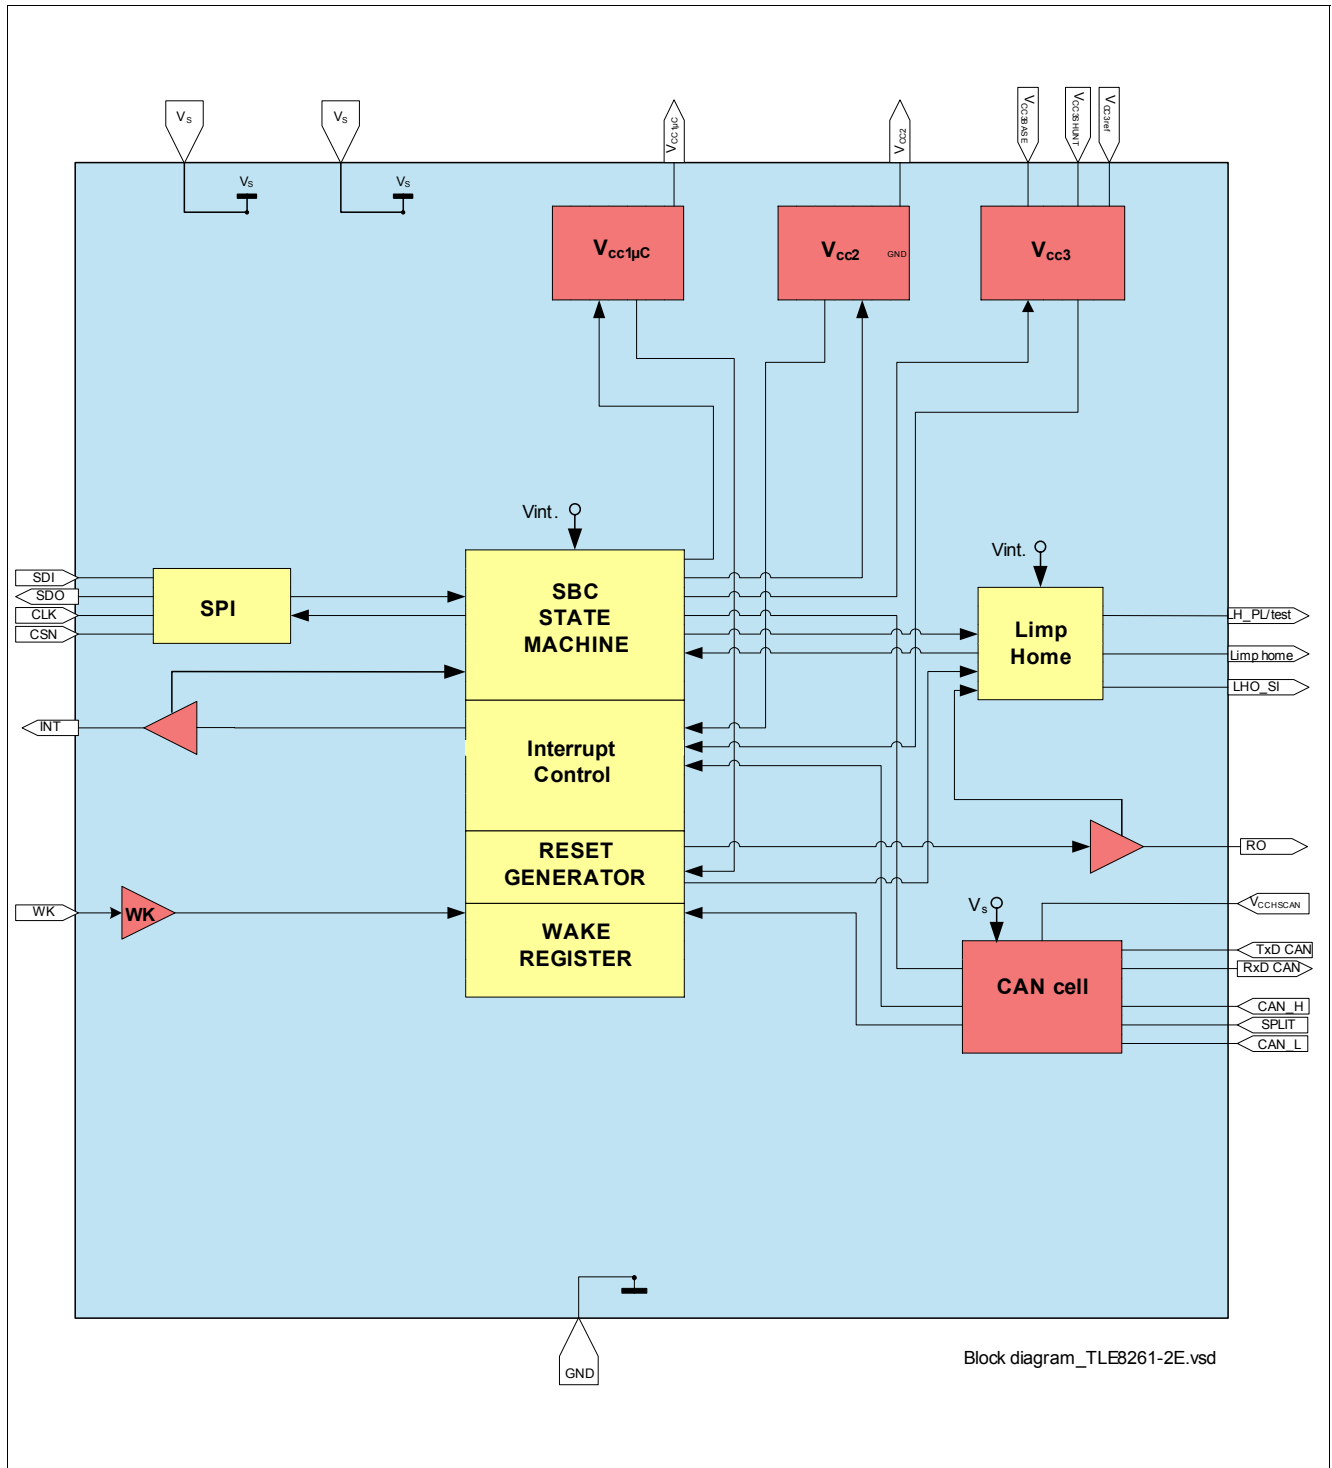 Vs
Vs
Vcc1µC
Vcc2
VCC3BASE
VCC3SHUNT
VCC3ref
Vs
Vs
Vcc1µC
Vcc2
GND
Vcc3
Vint.
Vint.
SDI
SDO
CLK
CSN
SPI
SBC
STATE
MACHINE
Limp
Home
LH_PL/test
Limp home
LHO_SI
INT
Interrupt
Control
RESET
GENERATOR
RO
WK
WK
WAKE
REGISTER
Vs
VCCHSCAN
CAN cell
TxD CAN
RxD CAN
CAN_H
SPLIT
CAN_L
GND
Block diagram_TLE8261-2E.vsd